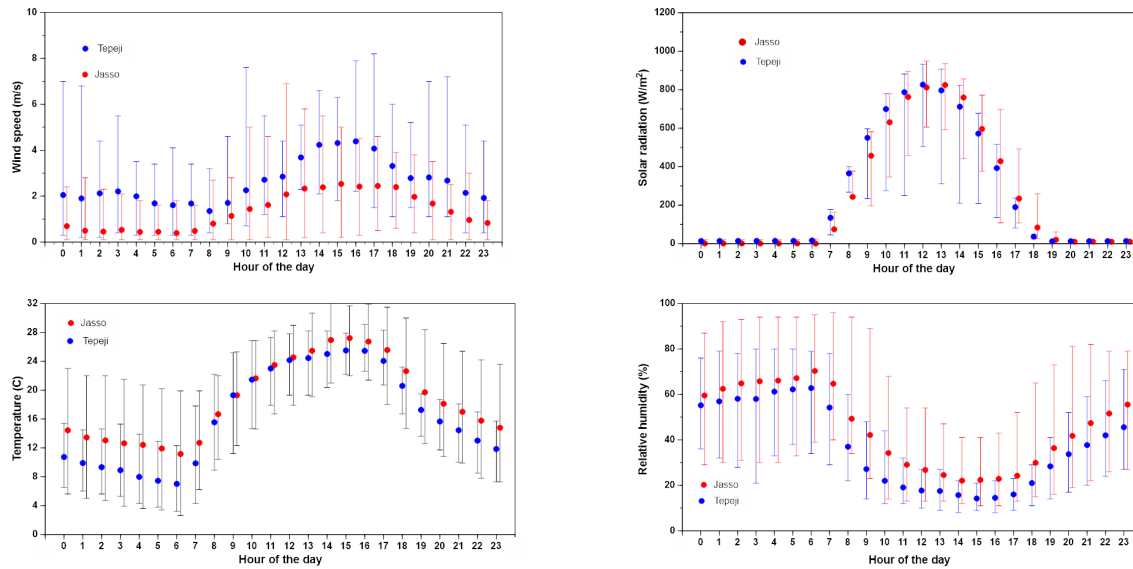 10
8
6
4
2
0
Wind speed (m/s)
Tepeji
Jasso
0 1 2 3 4 5 6 7 8 9 10 11 12 13 14 15 16 17 18 19 20 21 22 23
Hour of the day
1200
1000
800
600
400
200
0
Solar radiation (W/m²)
Jasso
Tepeji
0 1 2 3 4 5 6 7 8 9 10 11 12 13 14 15 16 17 18 19 20 21 22 23
Hour of the day
32
28
24
20
16
12
8
4
0
Temperature (C)
Jasso
Tepeji
0 1 2 3 4 5 6 7 8 9 10 11 12 13 14 15 16 17 18 19 20 21 22 23
Hour of the day
100
80
60
40
20
0
Relative humidity (%)
Jasso
Tepeji
0 1 2 3 4 5 6 7 8 9 10 11 12 13 14 15 16 17 18 19 20 21 22 23
Hour of the day